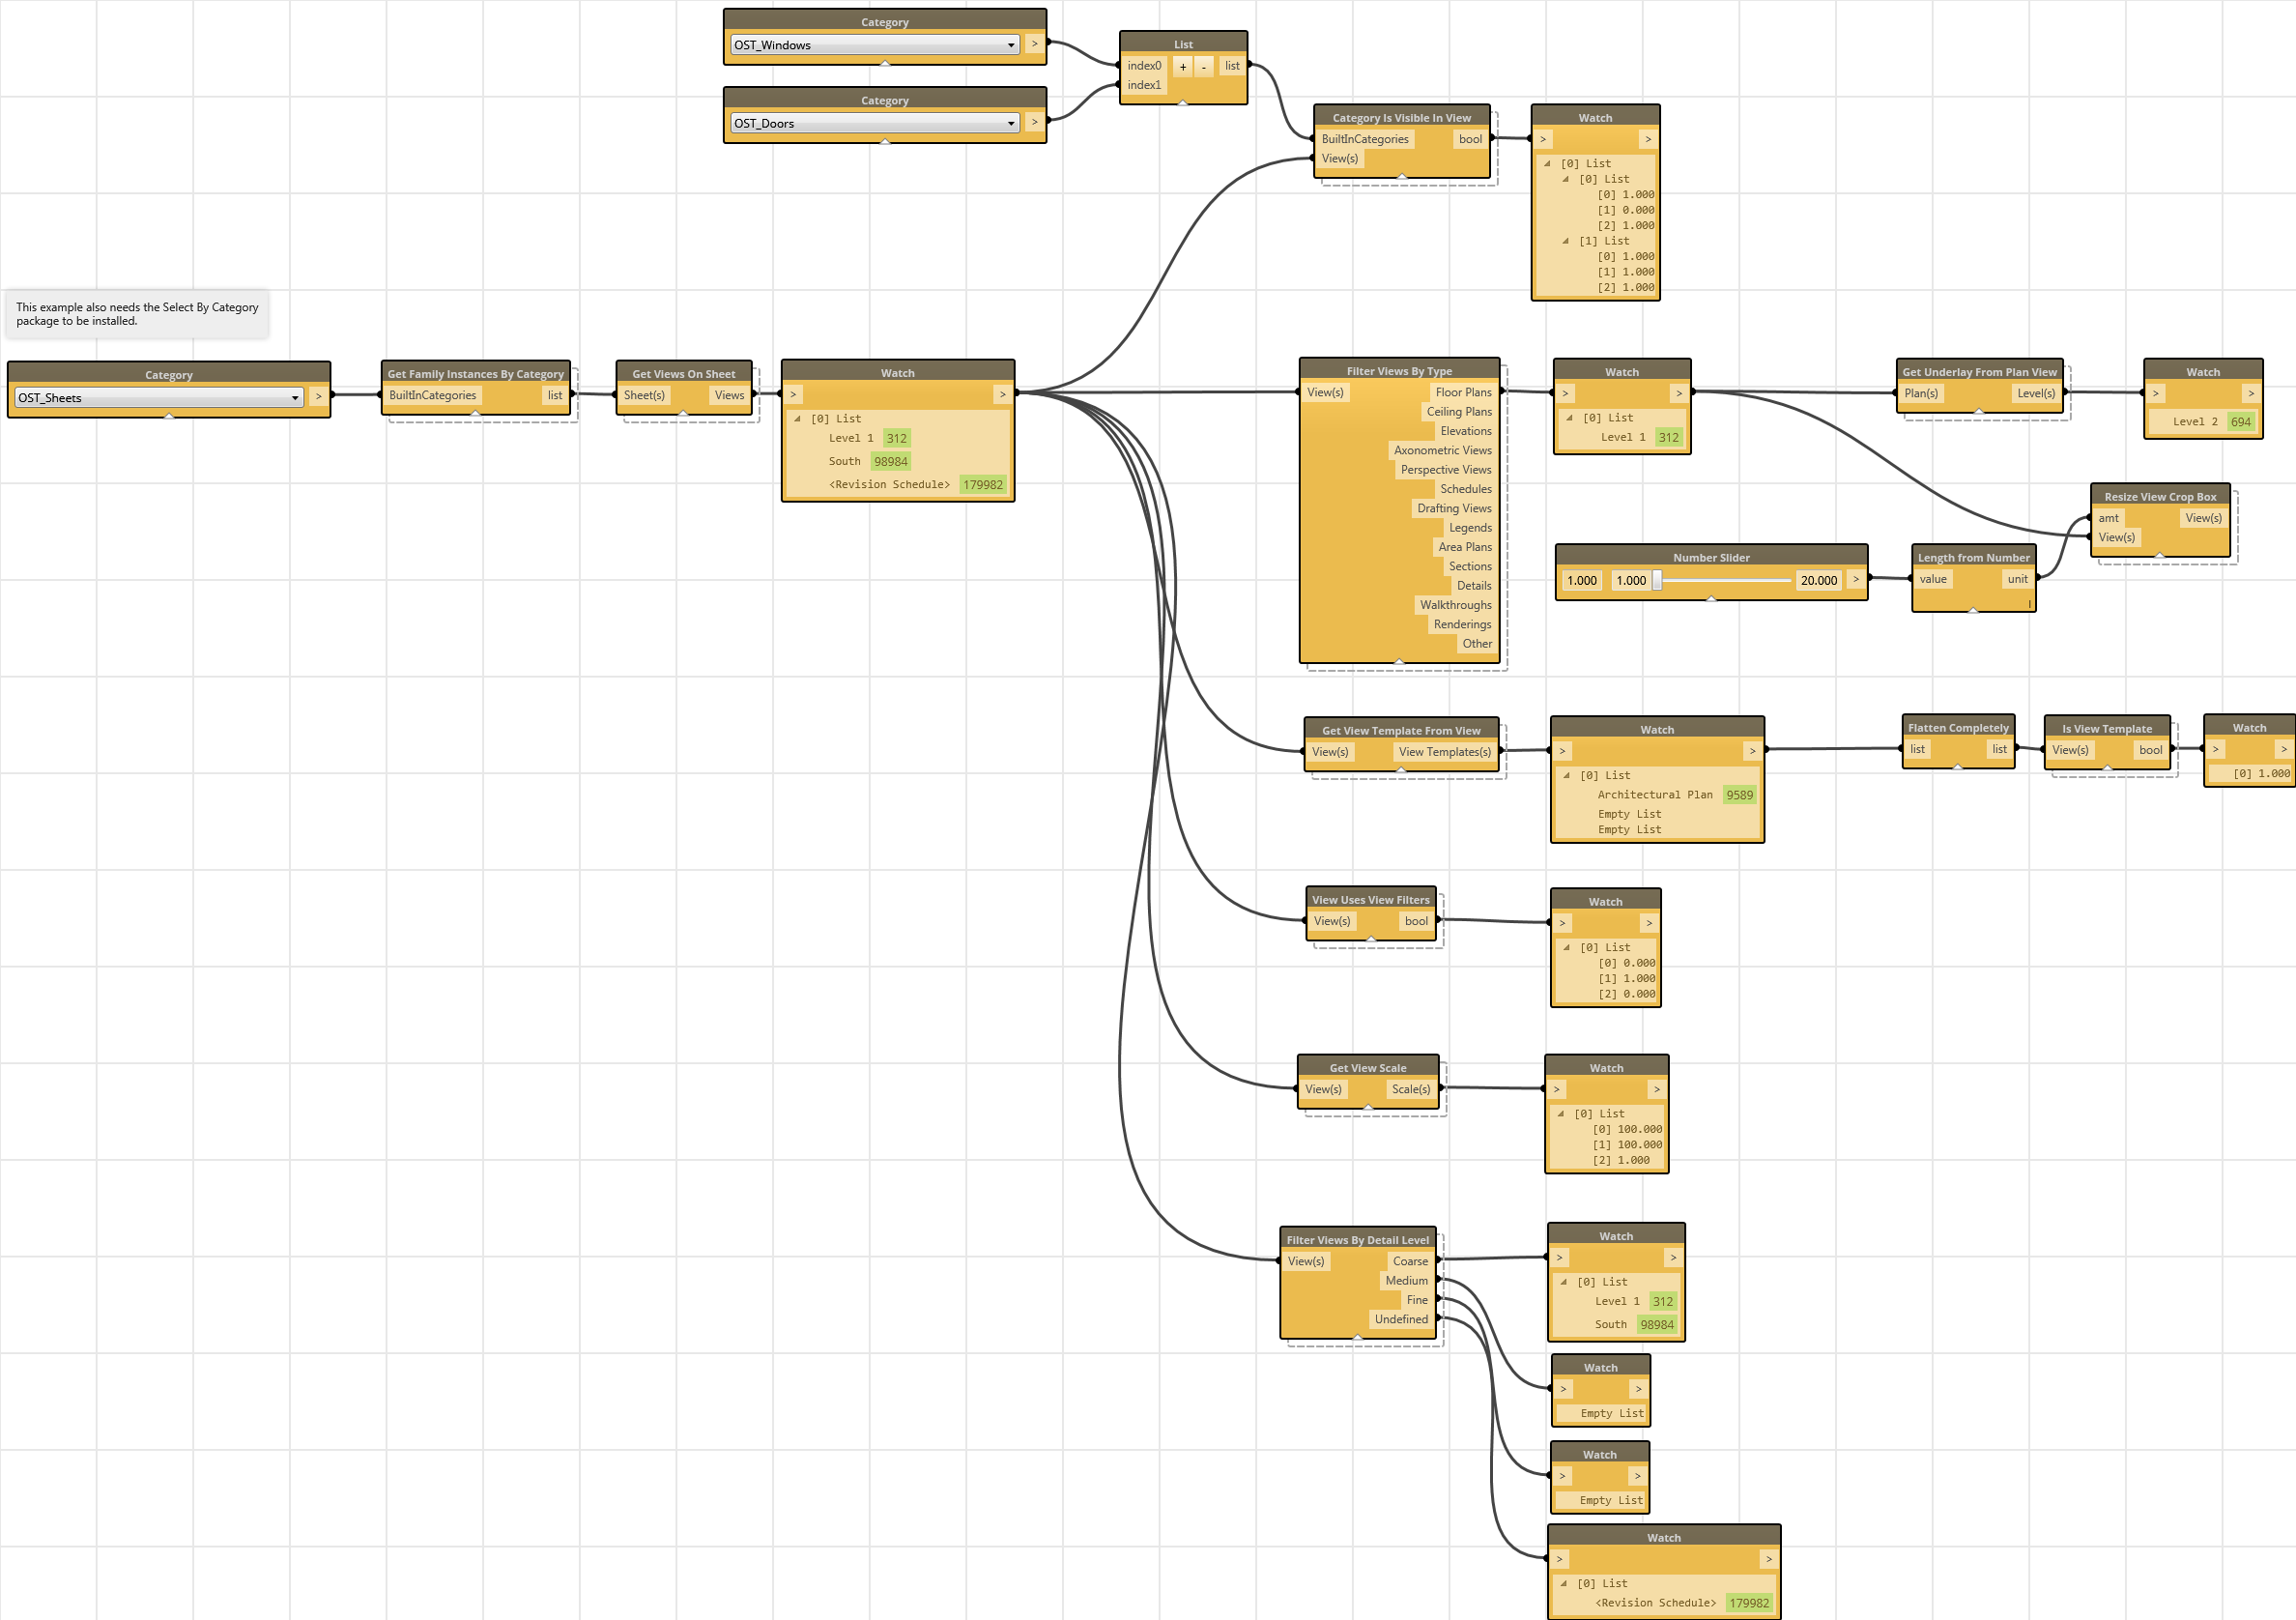 Category
OST_Windows >
Category
OST_Doors >
List
index0 + - list
index1
Category Is Visible In View
BuiltInCategories bool
View(s)
Watch
> >
[0] List
[0] List
[0] 1.000
[1] 0.000
[2] 1.000
[1] List
[0] 1.000
[1] 1.000
[2] 1.000
This example also needs the Select By Category
package to be installed.
Category
OST_Sheets >
Get Family Instances By Category
BuiltInCategories list
Get Views On Sheet
Sheet(s) Views
Watch
> >
[0] List
Level 1 312
South 98984
<Revision Schedule> 179982
Filter Views By Type
View(s) Floor Plans
Ceiling Plans
Elevations
Axonometric Views
Perspective Views
Schedules
Drafting Views
Legends
Area Plans
Sections
Details
Walkthroughs
Renderings
Other
Watch
> >
[0] List
Level 1 312
Get Underlay From Plan View
Plan(s) Level(s)
Watch
> >
Level 2 694
Resize View Crop Box
amt View(s)
View(s)
Number Slider
1.000 1.000 20.000 >
Length from Number
value unit
l
Get View Template From View
View(s) View Templates(s)
Watch
> >
[0] List
Architectural Plan 9589
Empty List
Empty List
Flatten Completely
list list
Is View Template
View(s) bool
Watch
> >
[0] 1.000
View Uses View Filters
View(s) bool
Watch
> >
[0] List
[0] 0.000
[1] 1.000
[2] 0.000
Get View Scale
View(s) Scale(s)
Watch
> >
[0] List
[0] 100.000
[1] 100.000
[2] 1.000
Filter Views By Detail Level
View(s) Coarse
Medium
Fine
Undefined
Watch
> >
[0] List
Level 1 312
South 98984
Watch
> >
Empty List
Watch
> >
Empty List
Watch
> >
[0] List
<Revision Schedule> 179982